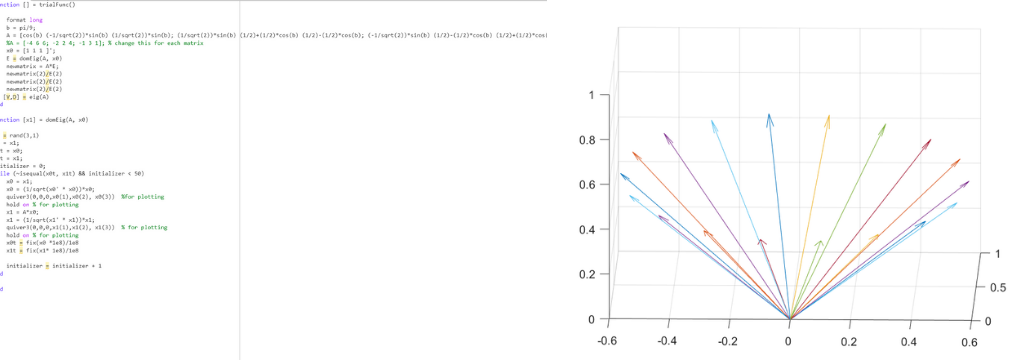 nction [] = trialFunc()
format long
b = pi/9;
A = [cos(b) (-1/sqrt(2))*sin(b) (1/sqrt(2))*sin(b); (1/sqrt(2))*sin(b) (1/2)+(1/2)*cos(b) (1/2)-(1/2)*cos(b); (-1/sqrt(2))*sin(b) (1/2)-(1/2)*cos(b) (1/2)+(1/2)*cos(
%A = [-4 6 6; -2 2 4; -1 3 1]; % change this for each matrix
x0 = [1 1 1 ]';
E = domEig(A, x0)
newmatrix = A*E;
newmatrix(2)/E(2)
newmatrix(2)/E(2)
newmatrix(2)/E(2)
[V,D] = eig(A)
d
nction [x1] = domEig(A, x0)
= rand(3,1)
= x1;
t = x0;
t = x1;
itializer = 0;
ile (~isequal(x0t, x1t) && initializer < 50)
x0 = x1;
x0 = (1/sqrt(x0' * x0))*x0;
quiver3(0,0,0,x0(1),x0(2), x0(3)) %for plotting
hold on % for plotting
x1 = A*x0;
x1 = (1/sqrt(x1' * x1))*x1;
quiver3(0,0,0,x1(1),x1(2), x1(3)) % for plotting
hold on % for plotting
x0t = fix(x0 *1e8)/1e8
x1t = fix(x1* 1e8)/1e8
initializer = initializer + 1
d
d
1
0.8
0.6
0.4
0.2
0
-0.6
-0.4
-0.2
0
0.2
0.4
0.6
1
0.5
0